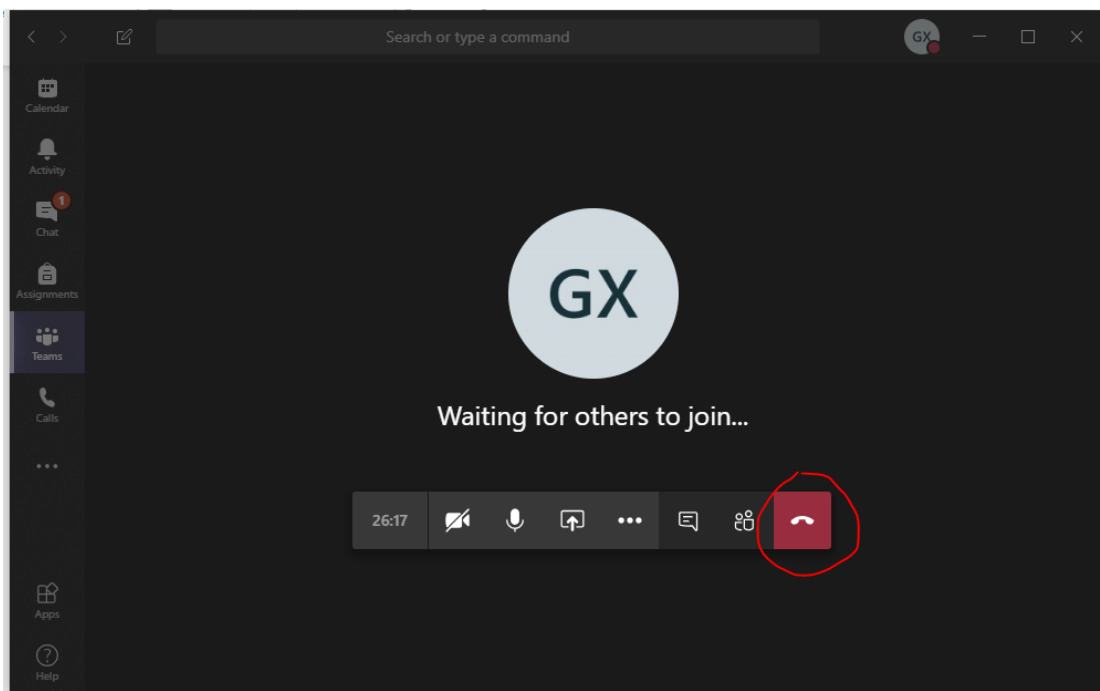 Search or type a command
GX
Calendar
Activity
1
Chat
Assignments
Teams
Calls
GX
Waiting for others to join...
26:17
Apps
?
Help